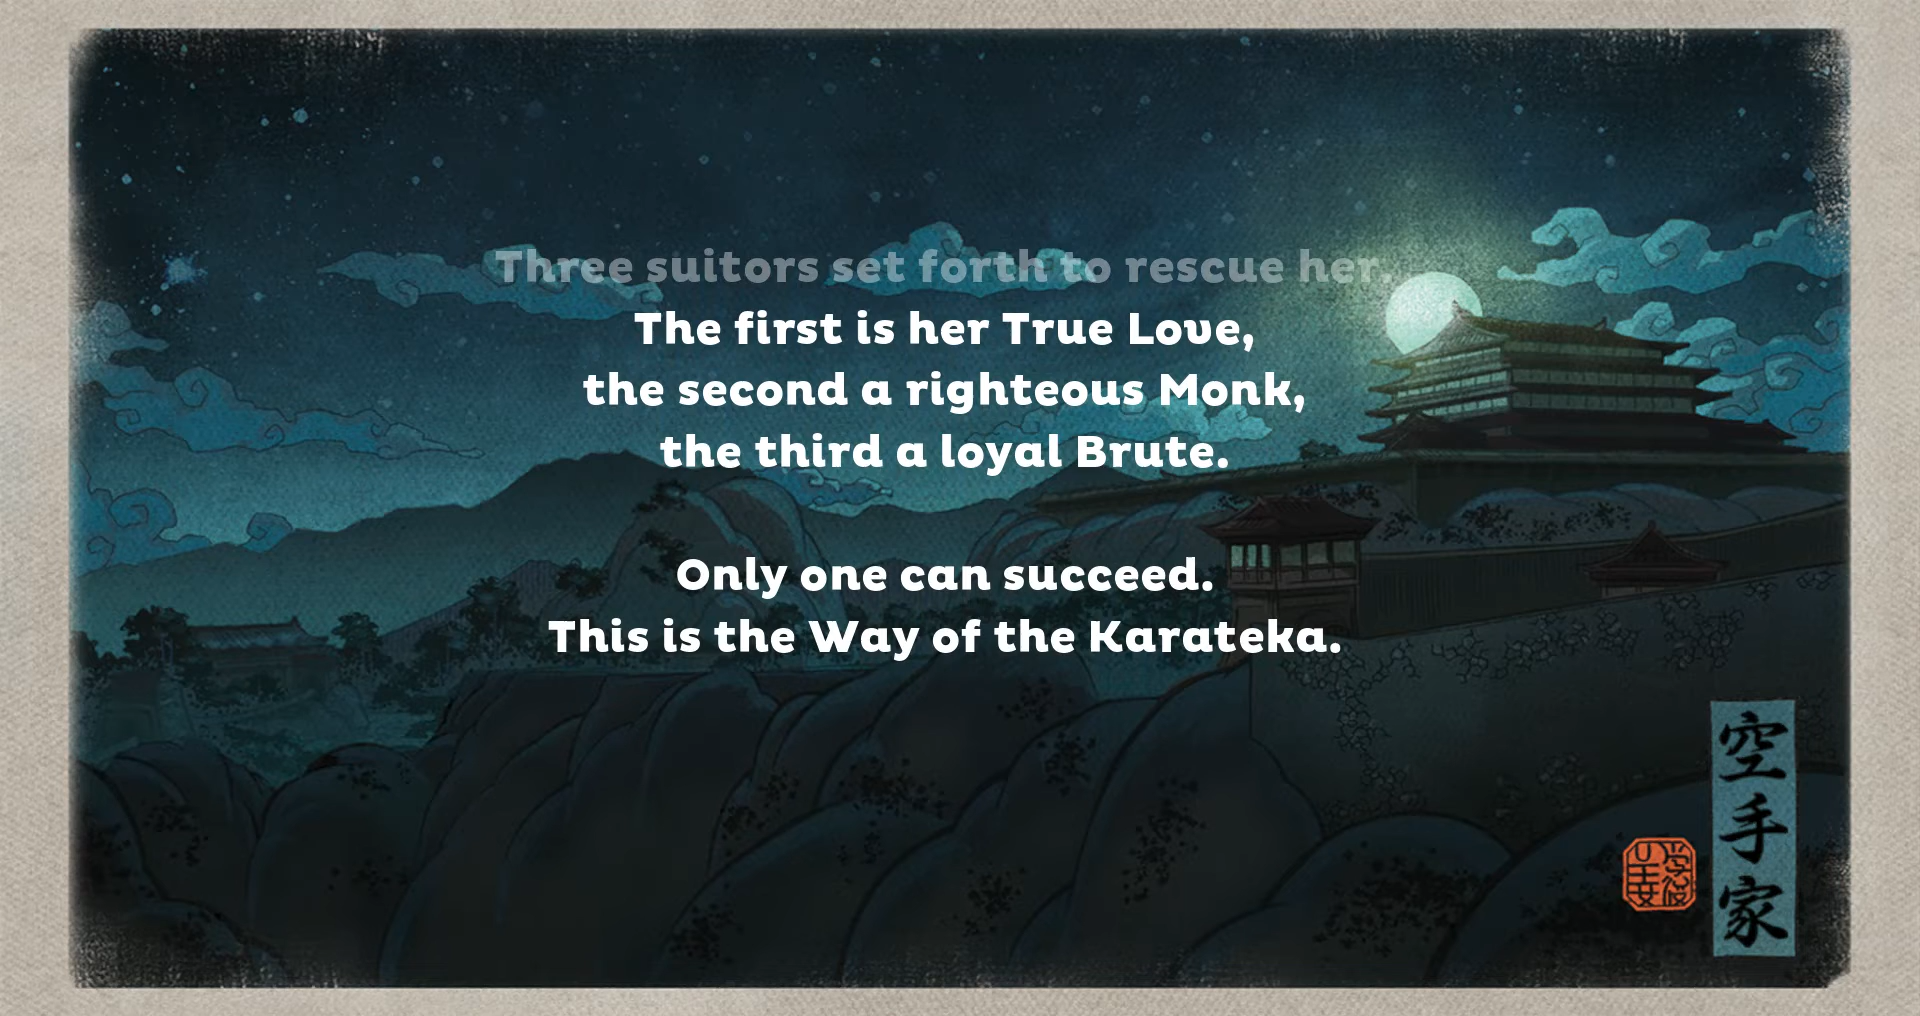 Three suitors set forth to rescue her.
The first is her True Love,
the second a righteous Monk,
the third a loyal Brute.
Only one can succeed.
This is the Way of the Karateka.
空手家